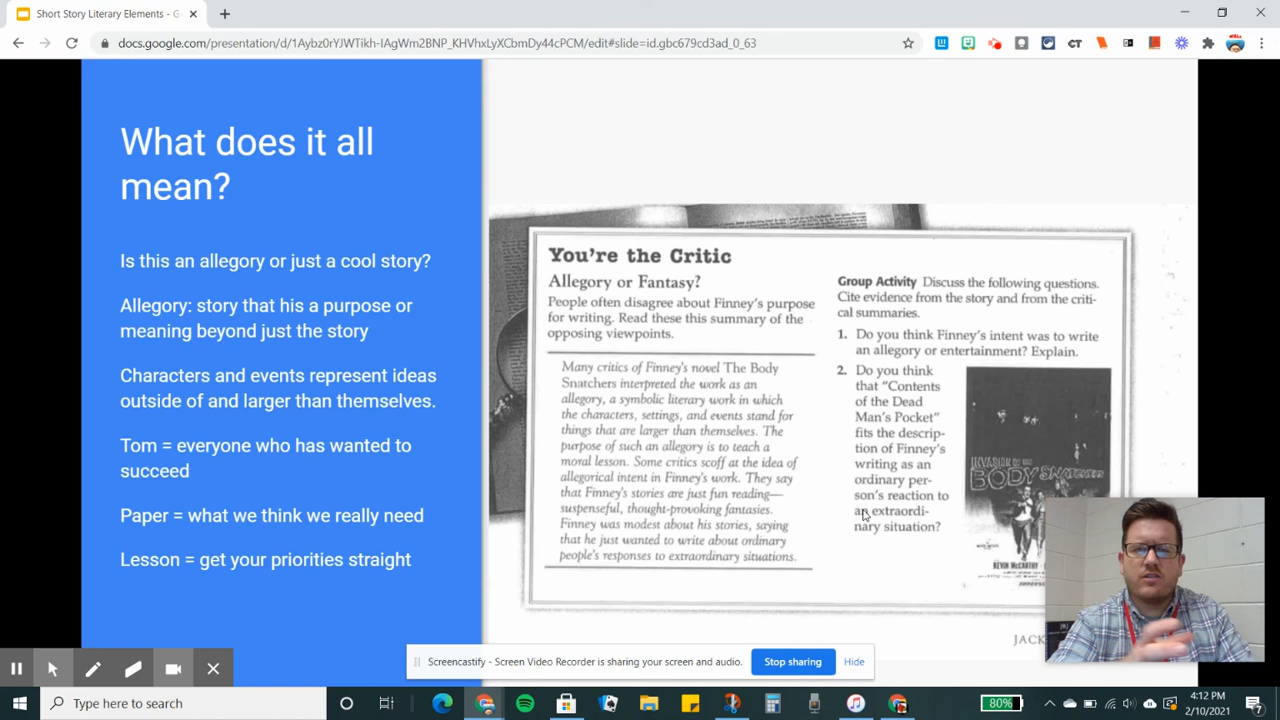 Short Story Literary Elements - G
docs.google.com/presentation/d/1Aybz0rYJWTikh-IAgWm2BNP_KHVhxLyXCbmDy44cPCM/edit#slide=id.gbc679cd3ad_0_63
What does it all
mean?
Is this an allegory or just a cool story?
Allegory: story that his a purpose or
meaning beyond just the story
Characters and events represent ideas
outside of and larger than themselves.
Tom = everyone who has wanted to
succeed
Paper = what we think we really need
Lesson = get your priorities straight
You're the Critic
Allegory or Fantasy?
People often disagree about Finney's purpose
for writing. Read these this summary of the
opposing viewpoints.
Many critics of Finney's novel The Body
Snatchers interpreted the work as an
allegory, a symbolic literary work in which
the characters, settings, and events stand for
things that are larger than themselves. The
purpose of such an allegory is to teach a
moral lesson. Some critics scoff at the idea of
allegorical intent in Finney's work. They say
that Finney's stories are just fun reading—
suspenseful, thought-provoking fantasies.
Finney was modest about his stories, saying
that he just wanted to write about ordinary
people's responses to extraordinary situations.
Group Activity Discuss the following questions.
Cite evidence from the story and from the criti-
cal summaries.
1. Do you think Finney's intent was to write
an allegory or entertainment? Explain.
2. Do you think
that "Contents
of the Dead
Man's Pocket"
fits the descrip-
tion of Finney's
writing as an
ordinary per-
son's reaction to
an extraordi-
nary situation?
INVASION OF THE
BODY SNATCHERS
KEVIN McCARTHY
JACK
Screencastify - Screen Video Recorder is sharing your screen and audio.
Stop sharing
Hide
Type here to search
80%
4:12 PM
2/10/2021